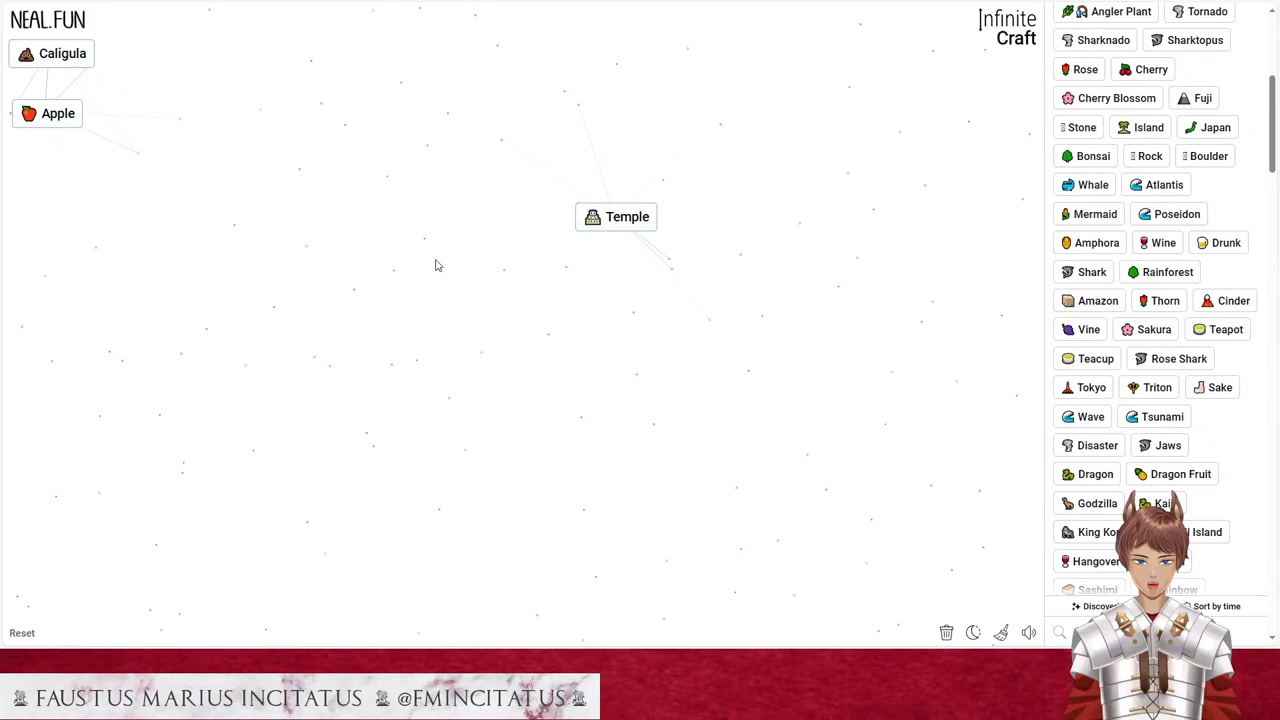 NEAL.FUN
Infinite
Craft
Caligula
Apple
Temple
Reset
Angler Plant Tornado
Sharknado Sharktopus
Rose Cherry
Cherry Blossom Fuji
Stone Island Japan
Bonsai Rock Boulder
Whale Atlantis
Mermaid Poseidon
Amphora Wine Drunk
Shark Rainforest
Amazon Thorn Cinder
Vine Sakura Teapot
Teacup Rose Shark
Tokyo Triton Sake
Wave Tsunami
Disaster Jaws
Dragon Dragon Fruit
Godzilla
King Island
Hangover
Sashimi
Sort by time
FAUSTUS MARIUS INCITATUS @FMINCITATUS